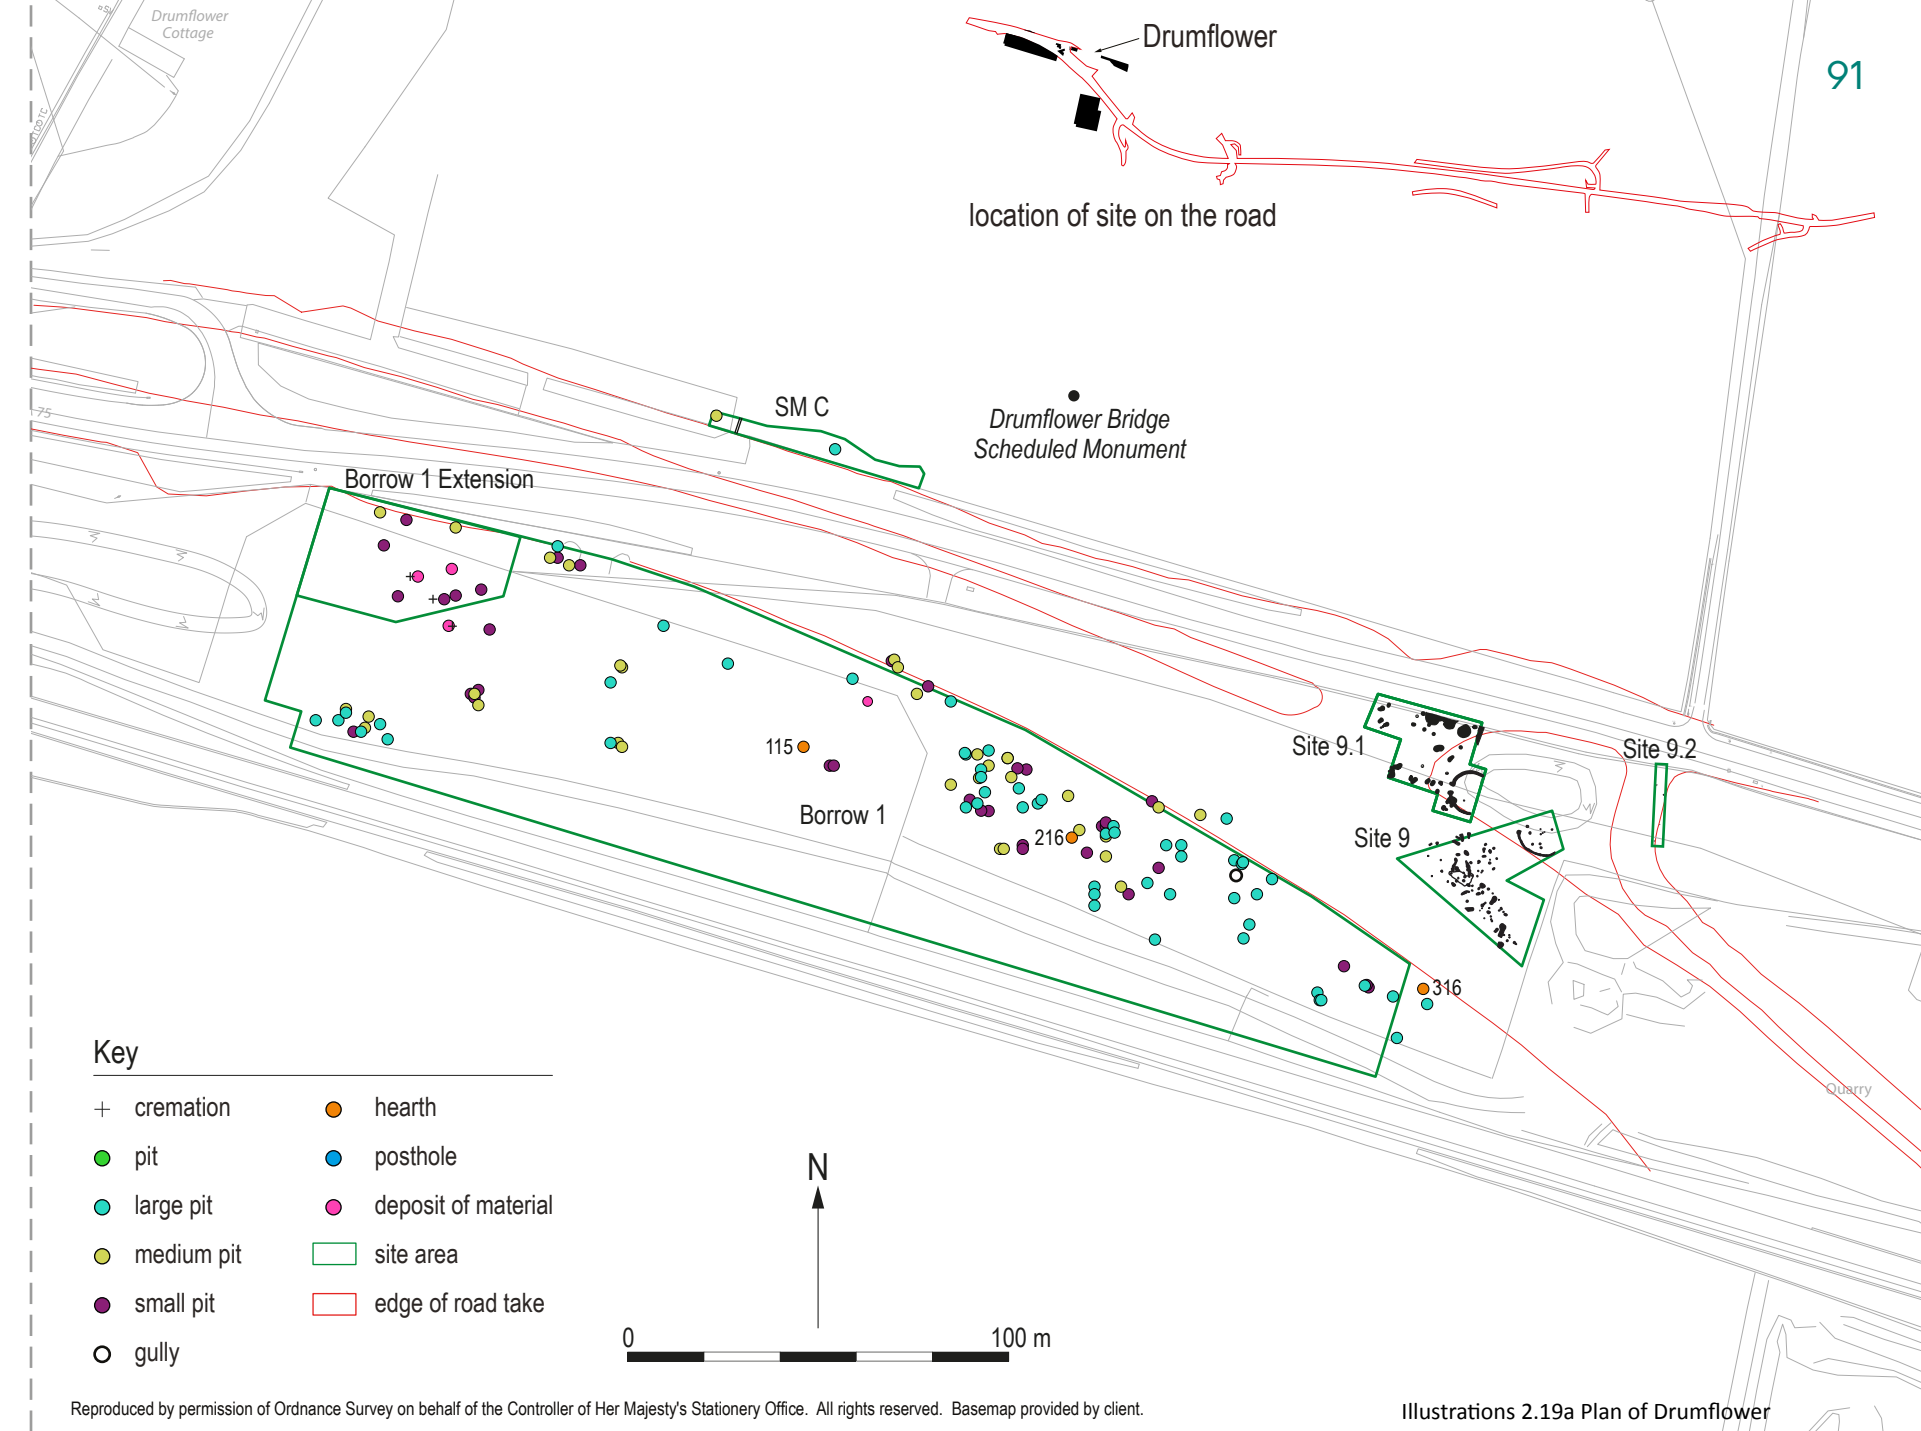 Drumflower
Cottage
Drumflower
91
location of site on the road
75
SM C
Drumflower Bridge
Scheduled Monument
Borrow 1 Extension
115
Borrow 1
216
Site 9.1
Site 9.2
Site 9
316
Quarry
Key
cremation
hearth
pit
posthole
large pit
deposit of material
medium pit
site area
small pit
edge of road take
gully
N
0
100 m
Reproduced by permission of Ordnance Survey on behalf of the Controller of Her Majesty's Stationery Office.  All rights reserved.  Basemap provided by client.
Illustrations 2.19a Plan of Drumflower